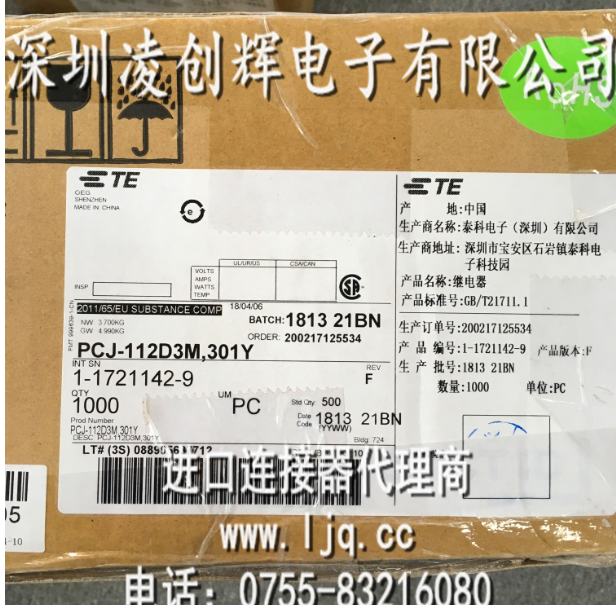 深圳凌创辉电子有限公司
TE
OEG
SHENZHEN
MADE IN CHINA
UL/UR/US CSA/CAN
VOLTS
AMPS
WATTS
TEMP
INSP
2011/65/EU SUBSTANCE COMP 18/04/06
NW 3.700KG
GW 4.990KG
BATCH: 1813 21BN
ORDER: 200217125534
PCJ-112D3M,301Y
INT SN
1-1721142-9
REV
F
QTY
1000
UM
PC
Std Qty: 500
Date Code (YYWW) 1813 21BN
Prod Number
PCJ-112D3M,301Y
DESC: PCJ-112D3M,301Y
Bldg: 724
LT# (3S)
TE
产 地:中国
生产商名称:泰科电子(深圳)有限公司
生产商地址: 深圳市宝安区石岩镇泰科电
子科技园
产品名称:继电器
产品标准号:GB/T21711.1
生产订单号:200217125534
产 品 编号:1-1721142-9 产品版本:F
生 产 批号:1813 21BN
数量:1000 单位:PC
进口连接器代理商
www.ljq.cc
电话: 0755-83216080